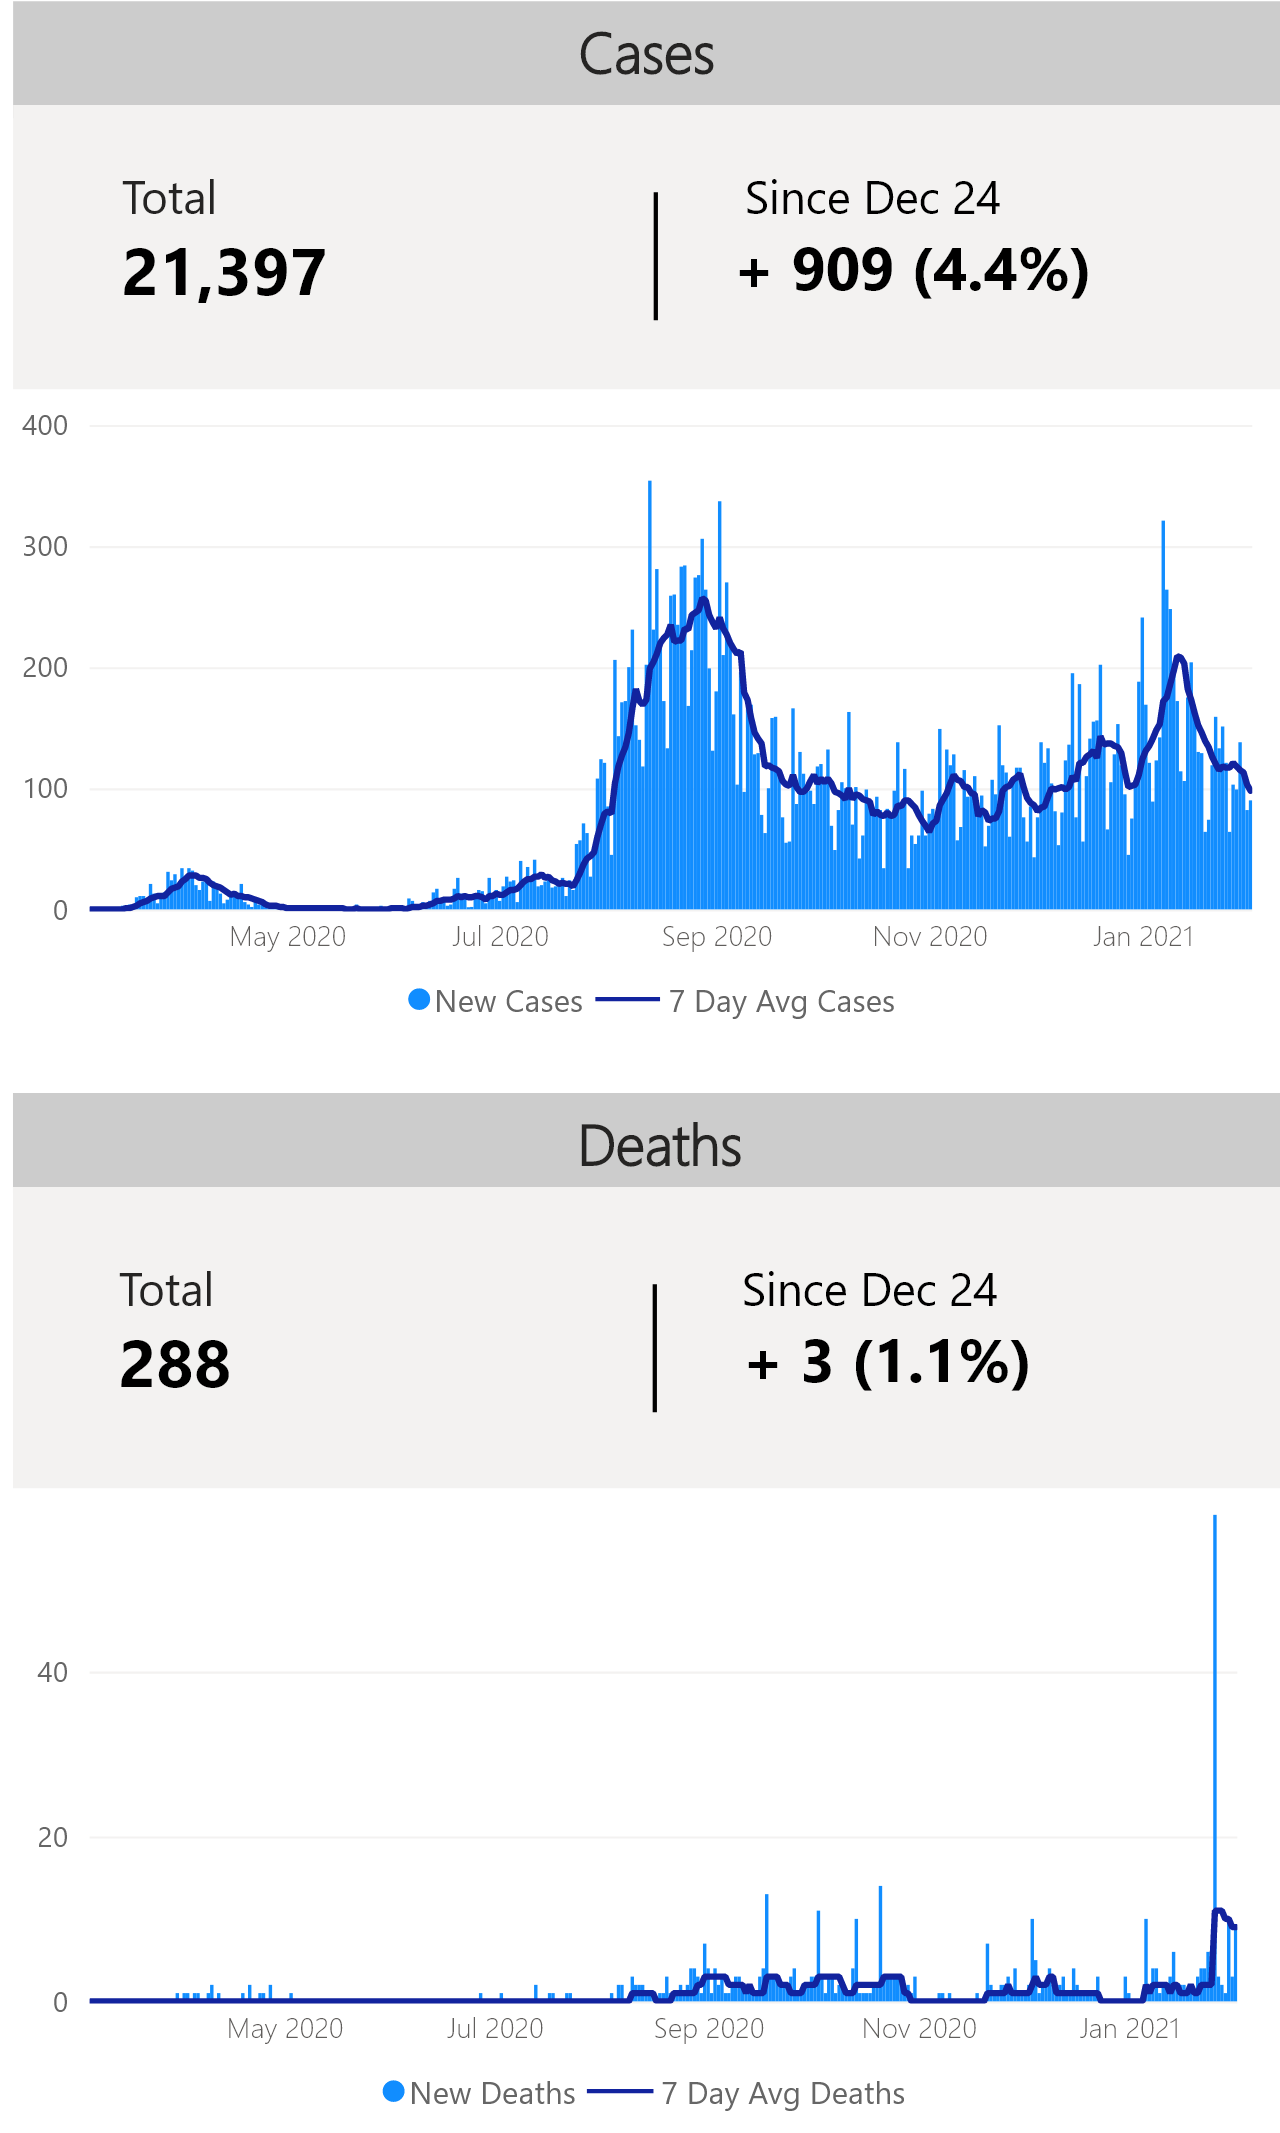 Cases
Total
Since Dec 24
21,397
+ 909 (4.4%)
400
300
200
100
0
May 2020
Jul 2020
Sep 2020
Nov 2020
Jan 2021
New Cases
7 Day Avg Cases
Deaths
Total
Since Dec 24
288
+ 3 (1.1%)
40
20
0
May 2020
Jul 2020
Sep 2020
Nov 2020
Jan 2021
New Deaths
7 Day Avg Deaths